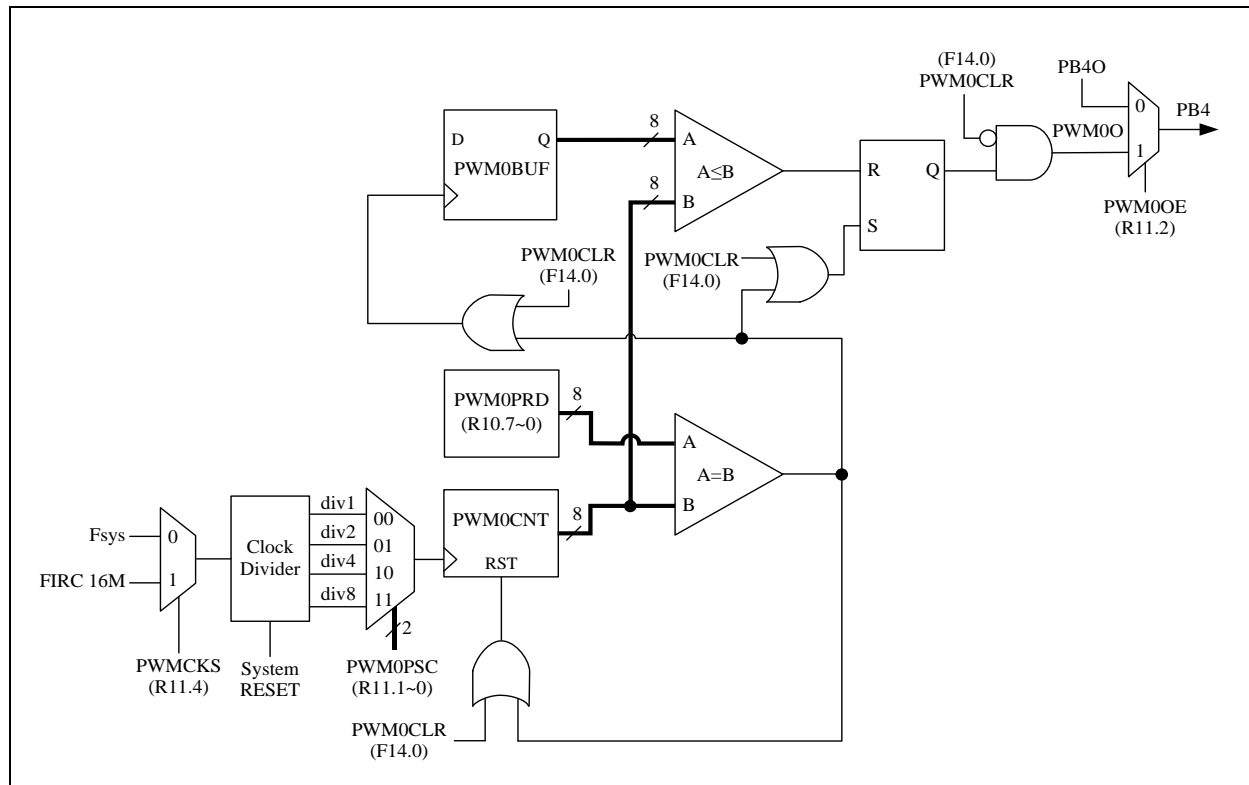 (F14.0)
PWM0CLR
PB4O
0
PB4
PWM0O
1
PWM0OE
(R11.2)
D
Q
PWM0BUF
8
A
A≤B
8
B
R
Q
S
PWM0CLR
(F14.0)
PWM0CLR
(F14.0)
PWM0PRD
(R10.7~0)
8
A
A=B
B
PWM0CNT
8
RST
Fsys
0
FIRC 16M
1
Clock
Divider
div1
00
div2
01
div4
10
div8
11
2
PWMCKS
(R11.4)
System
RESET
PWM0PSC
(R11.1~0)
PWM0CLR
(F14.0)